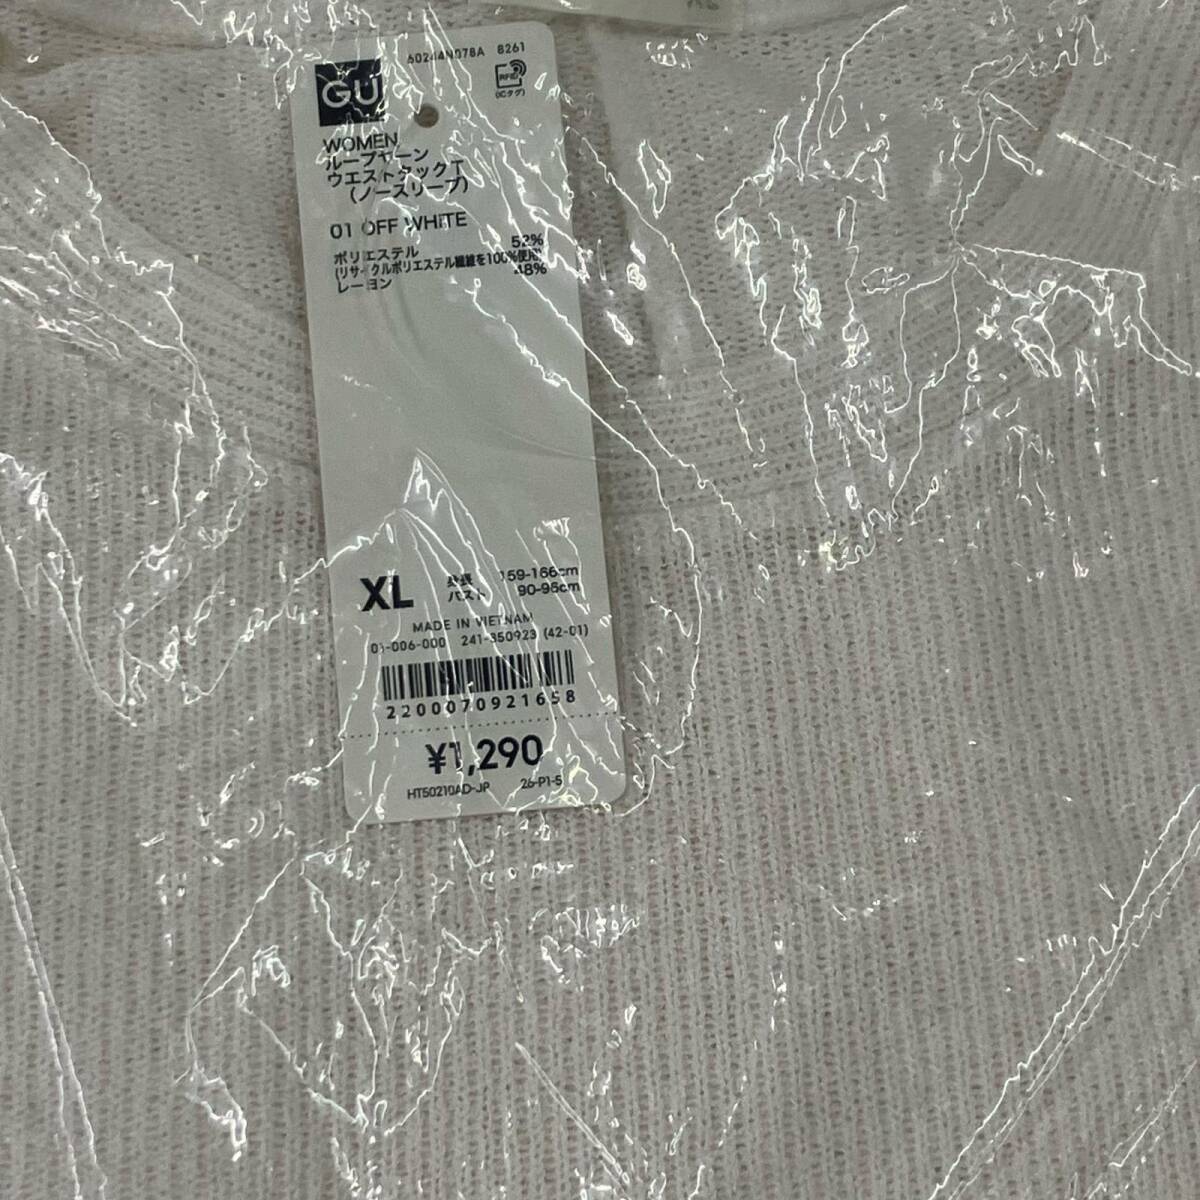 60244N078A 8261
GU
RFID
(ICタグ)
WOMEN
ループヤーン
ウエストタックT
(ノースリーブ)
01 OFF WHITE
ポリエステル 52%
(リサイクルポリエステル繊維を100%使用)
レーヨン 48%
XL 身長 159-166cm
バスト 90-96cm
MADE IN VIETNAM
01-006-000 241-350923 (42-01)
2200070921658
¥1,290
HT50210AD-JP 26-P1-5